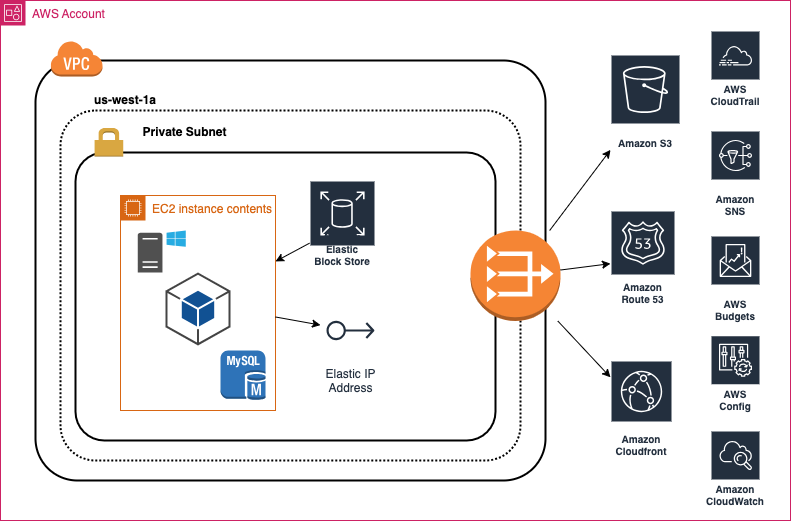 AWS Account
VPC
us-west-1a
Private Subnet
EC2 instance contents
Elastic
Block Store
MySQL
M
Elastic IP
Address
Amazon S3
53
Amazon
Route 53
Amazon
Cloudfront
AWS
CloudTrail
Amazon
SNS
AWS
Budgets
AWS
Config
Amazon
CloudWatch